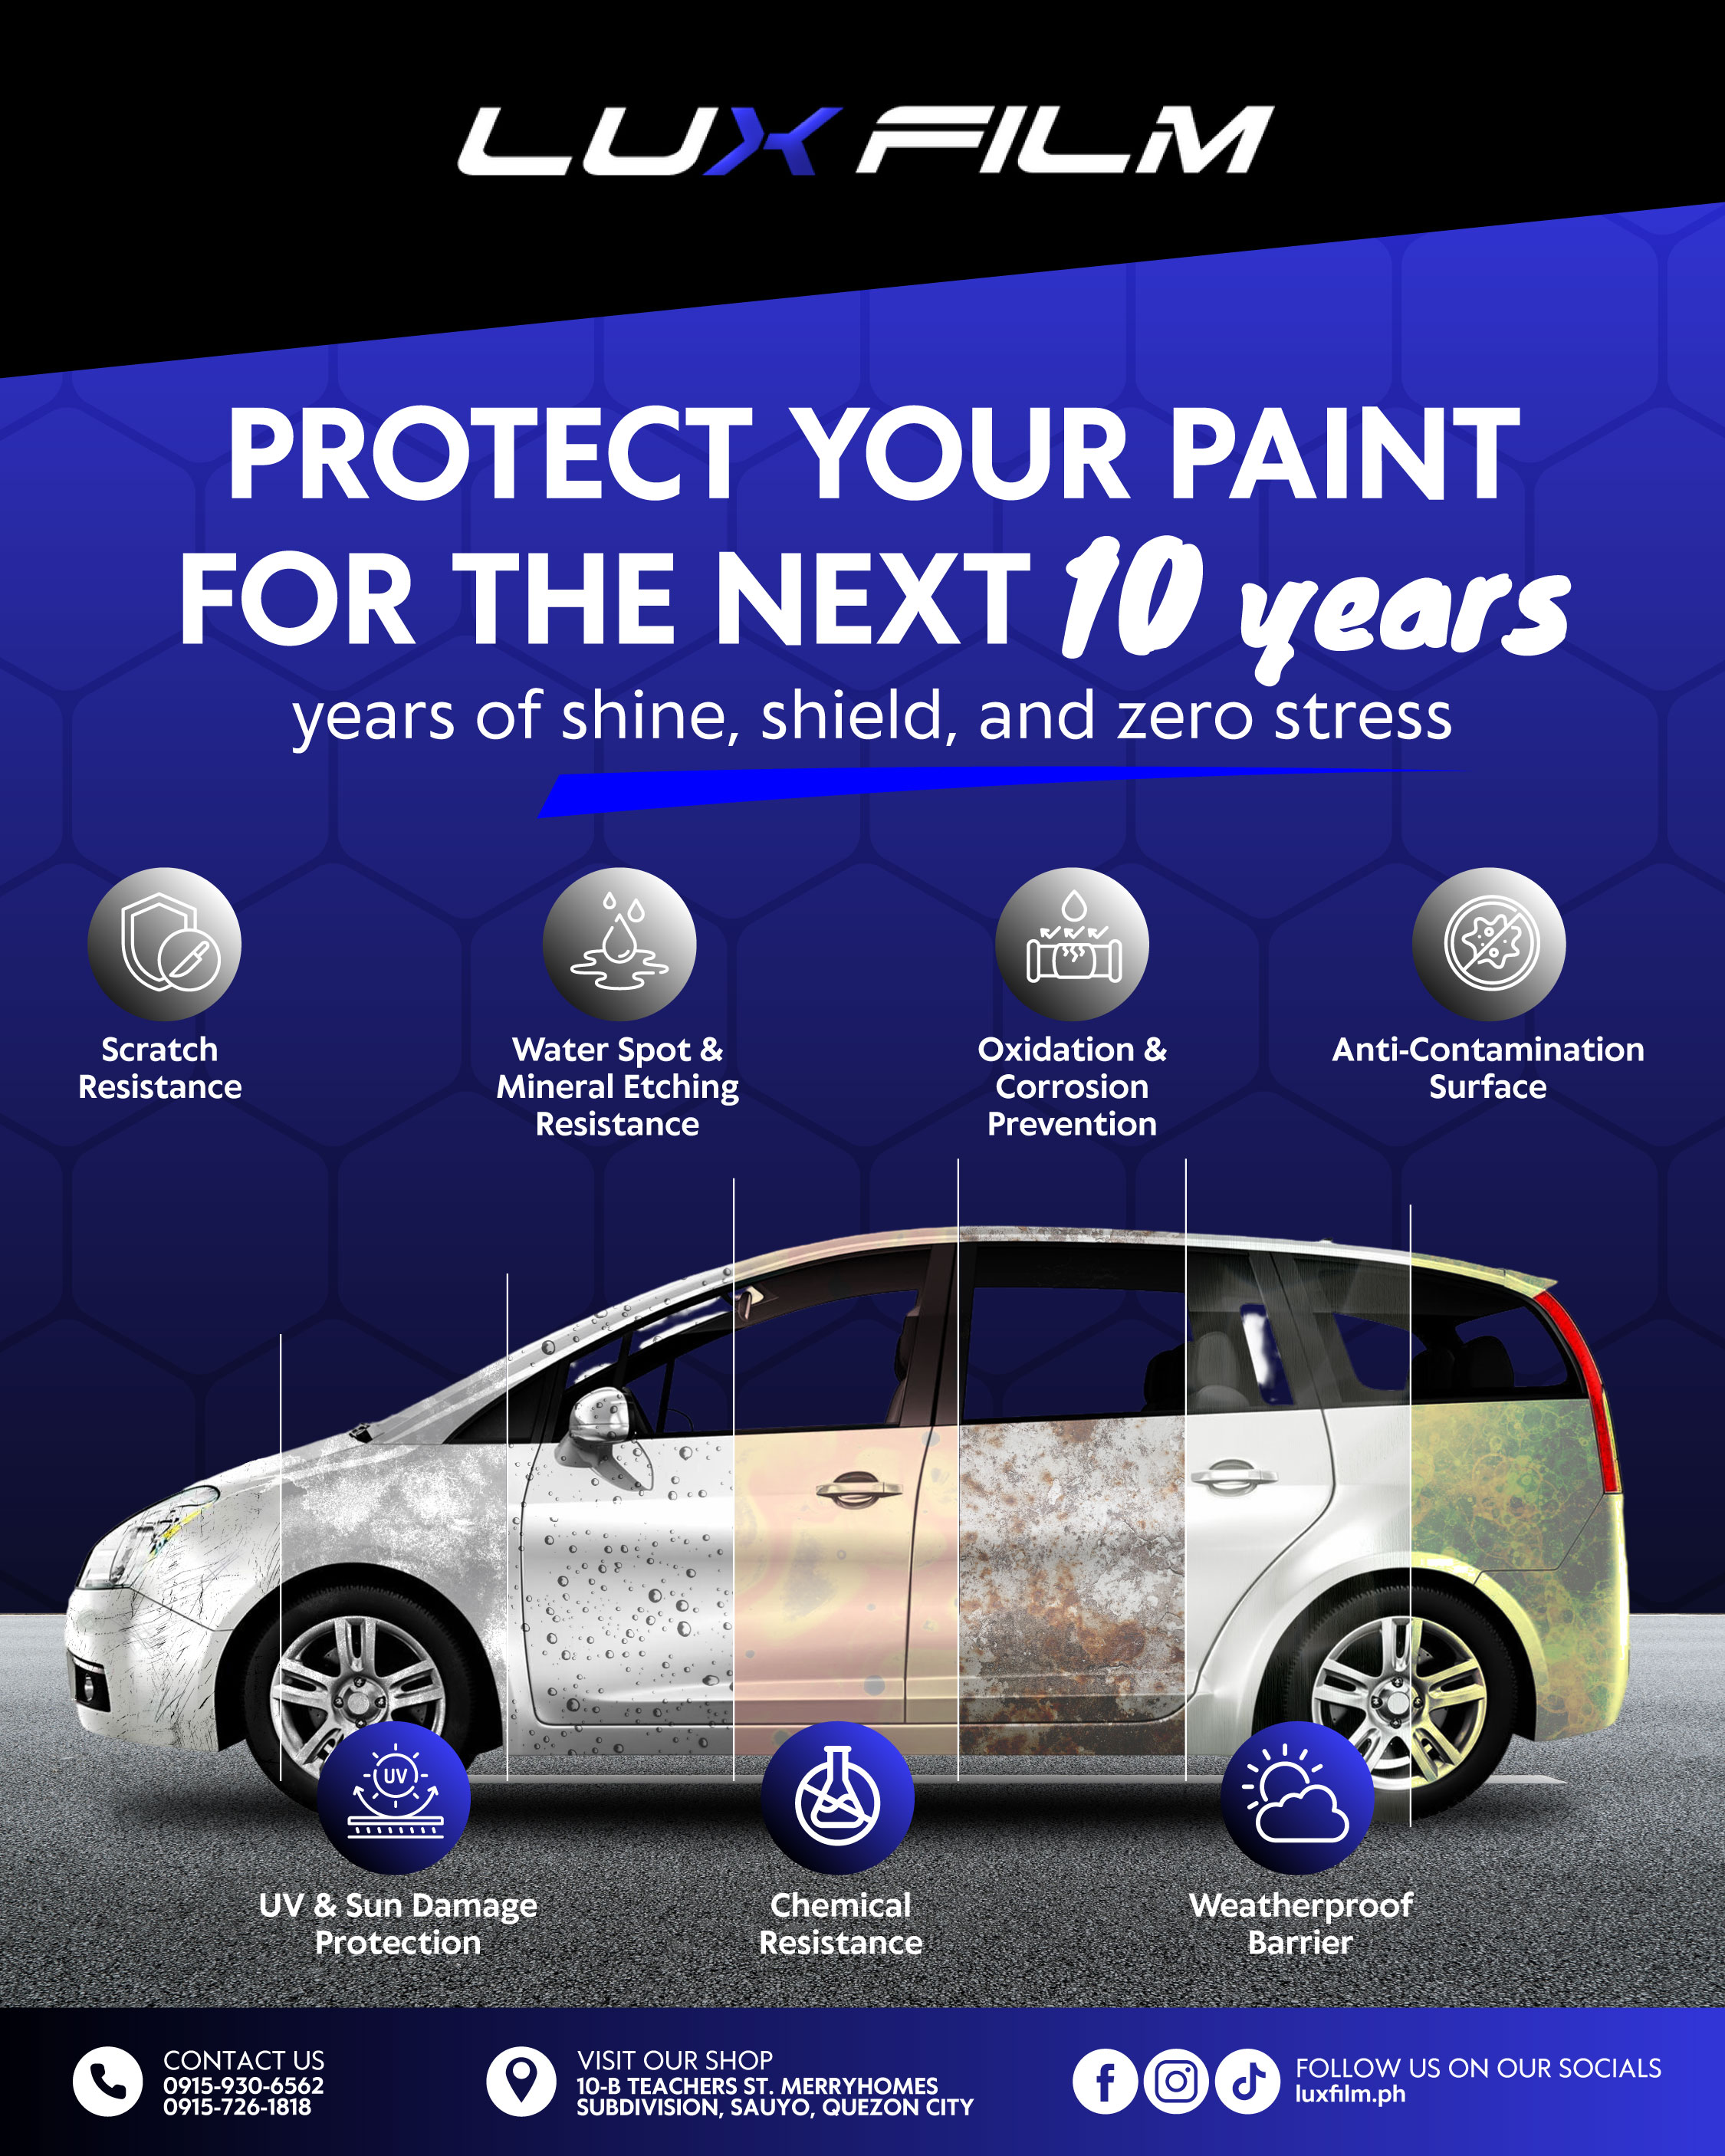 LUX FILM
PROTECT YOUR PAINT
FOR THE NEXT 10 years
years of shine, shield, and zero stress
Scratch
Resistance
Water Spot &
Mineral Etching
Resistance
Oxidation &
Corrosion
Prevention
Anti-Contamination
Surface
UV
UV & Sun Damage
Protection
Chemical
Resistance
Weatherproof
Barrier
CONTACT US
0915-930-6562
0915-726-1818
VISIT OUR SHOP
10-B TEACHERS ST. MERRYHOMES
SUBDIVISION, SAUYO, QUEZON CITY
FOLLOW US ON OUR SOCIALS
luxfilm.ph